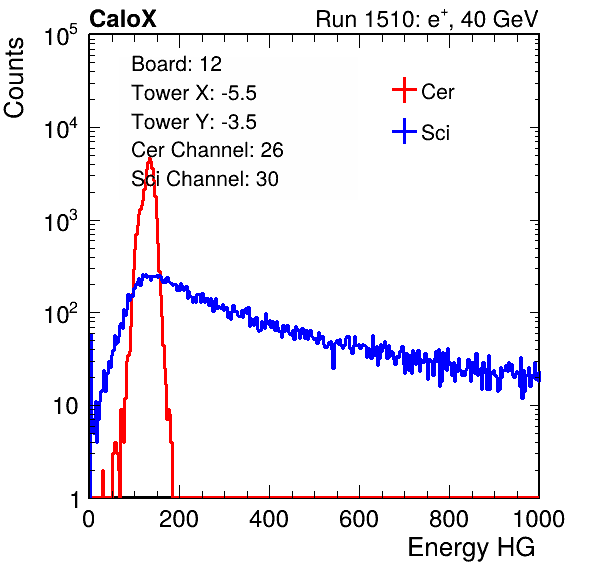 CaloX Run 1510: e+, 40 GeV
Counts
10^5
10^4
10^3
10^2
10
1
Board: 12
Tower X: -5.5
Tower Y: -3.5
Cer Channel: 26
Sci Channel: 30
Cer
Sci
0 200 400 600 800 1000
Energy HG